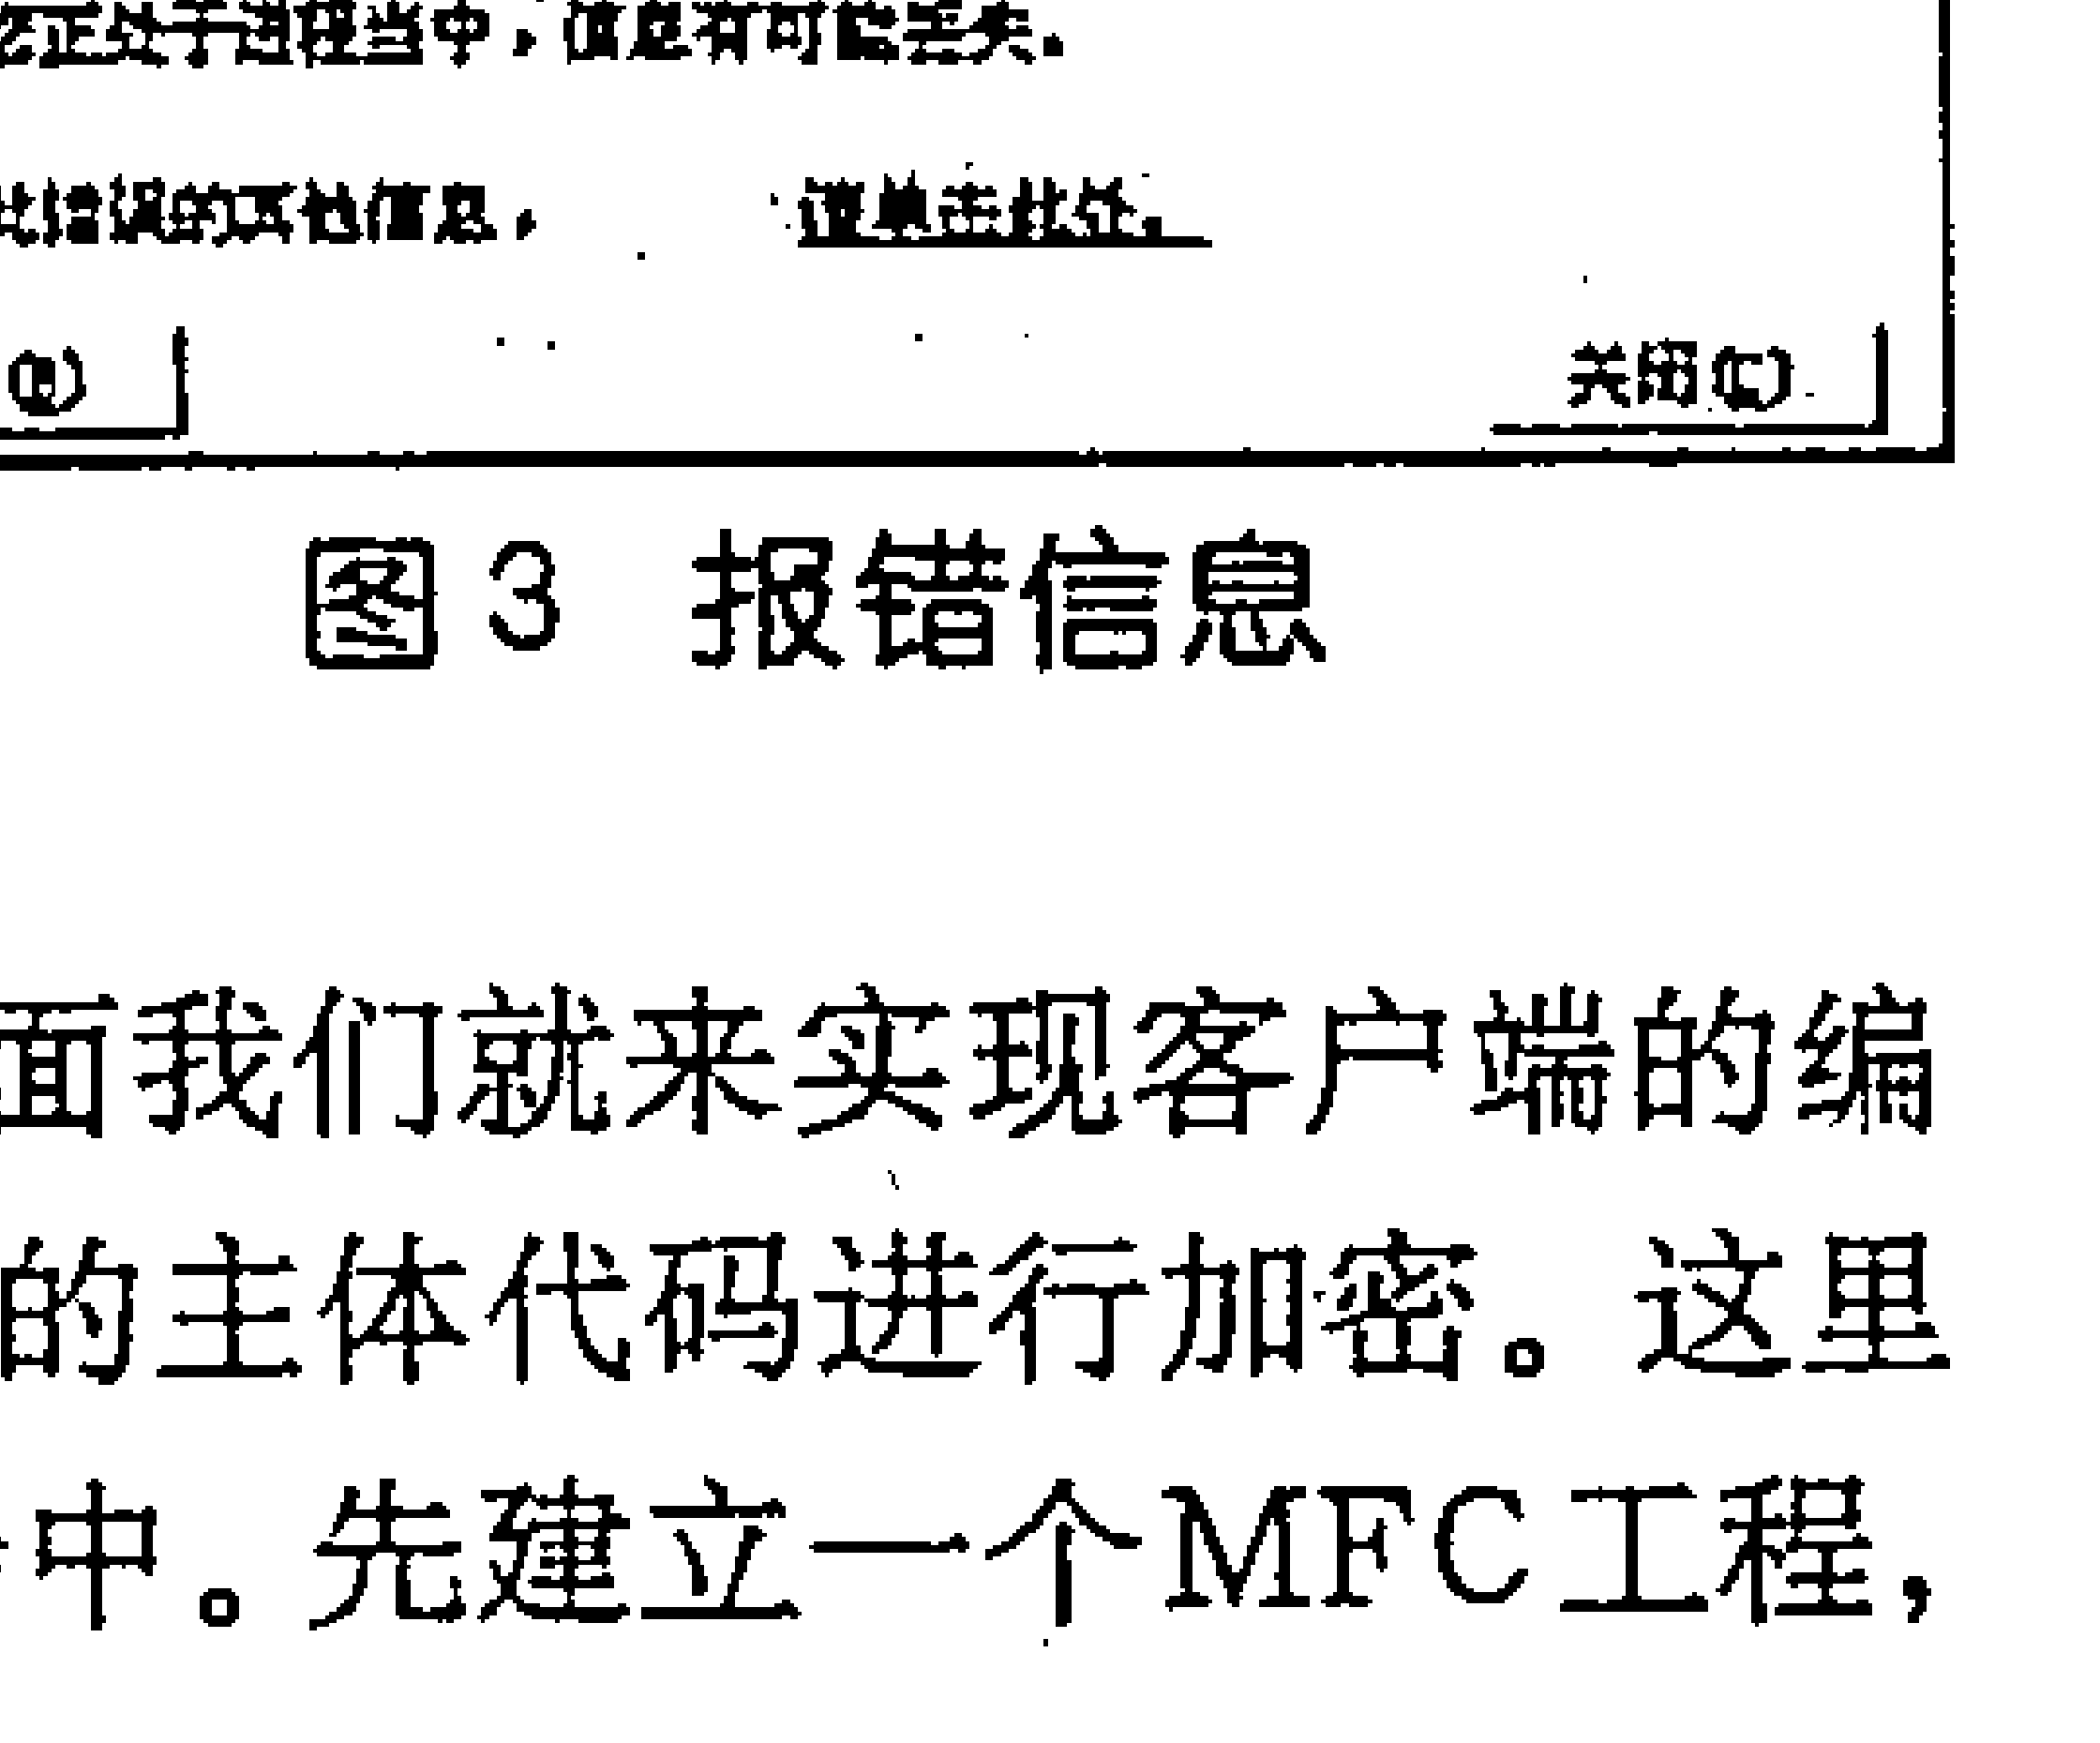 正处于进程当中，信息有可能丢失。
此错误的其他信息， 请单击此处。
关闭(C)
图3 报错信息
面我们就来实现客户端的编
的主体代码进行加密。这里
中。先建立一个MFC工程，